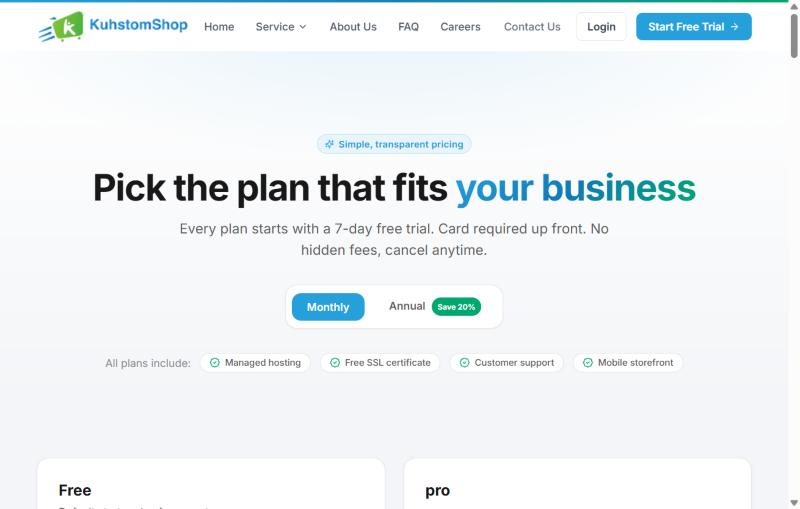 KuhstomShop
Home
Service
About Us
FAQ
Careers
Contact Us
Login
Start Free Trial
Simple, transparent pricing
Pick the plan that fits your business
Every plan starts with a 7-day free trial. Card required up front. No
hidden fees, cancel anytime.
Monthly
Annual
Save 20%
All plans include:
Managed hosting
Free SSL certificate
Customer support
Mobile storefront
Free
pro